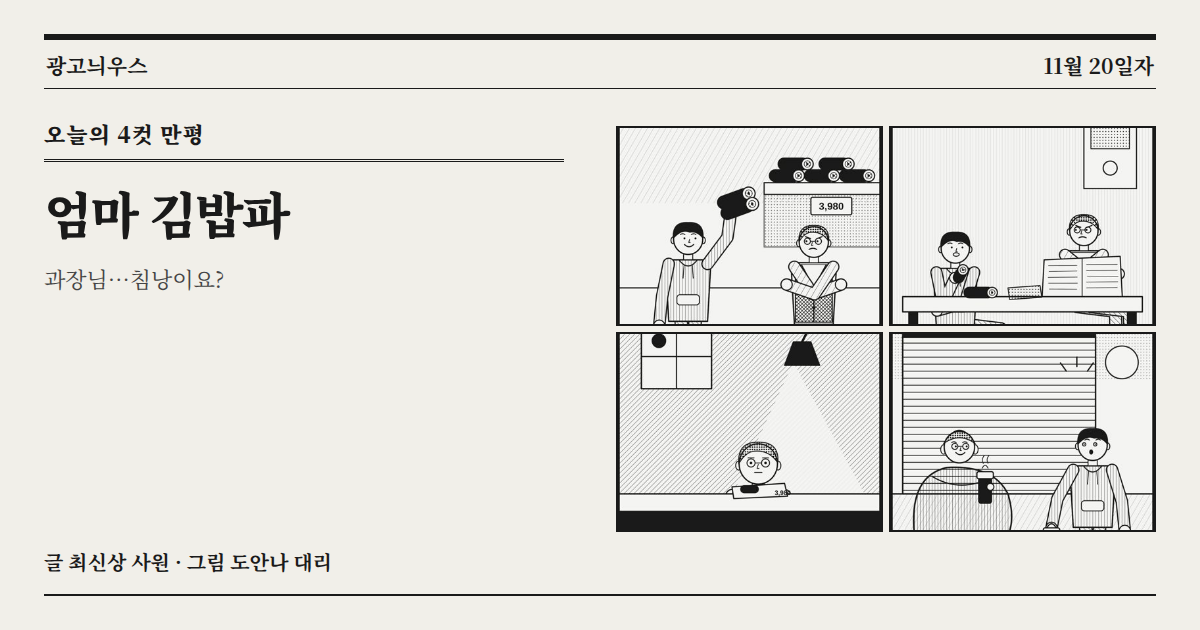 광고늬우스
11월 20일자
오늘의 4컷 만평
엄마 김밥파
과장님…침낭이요?
3,980
글 최신상 사원 · 그림 도안나 대리